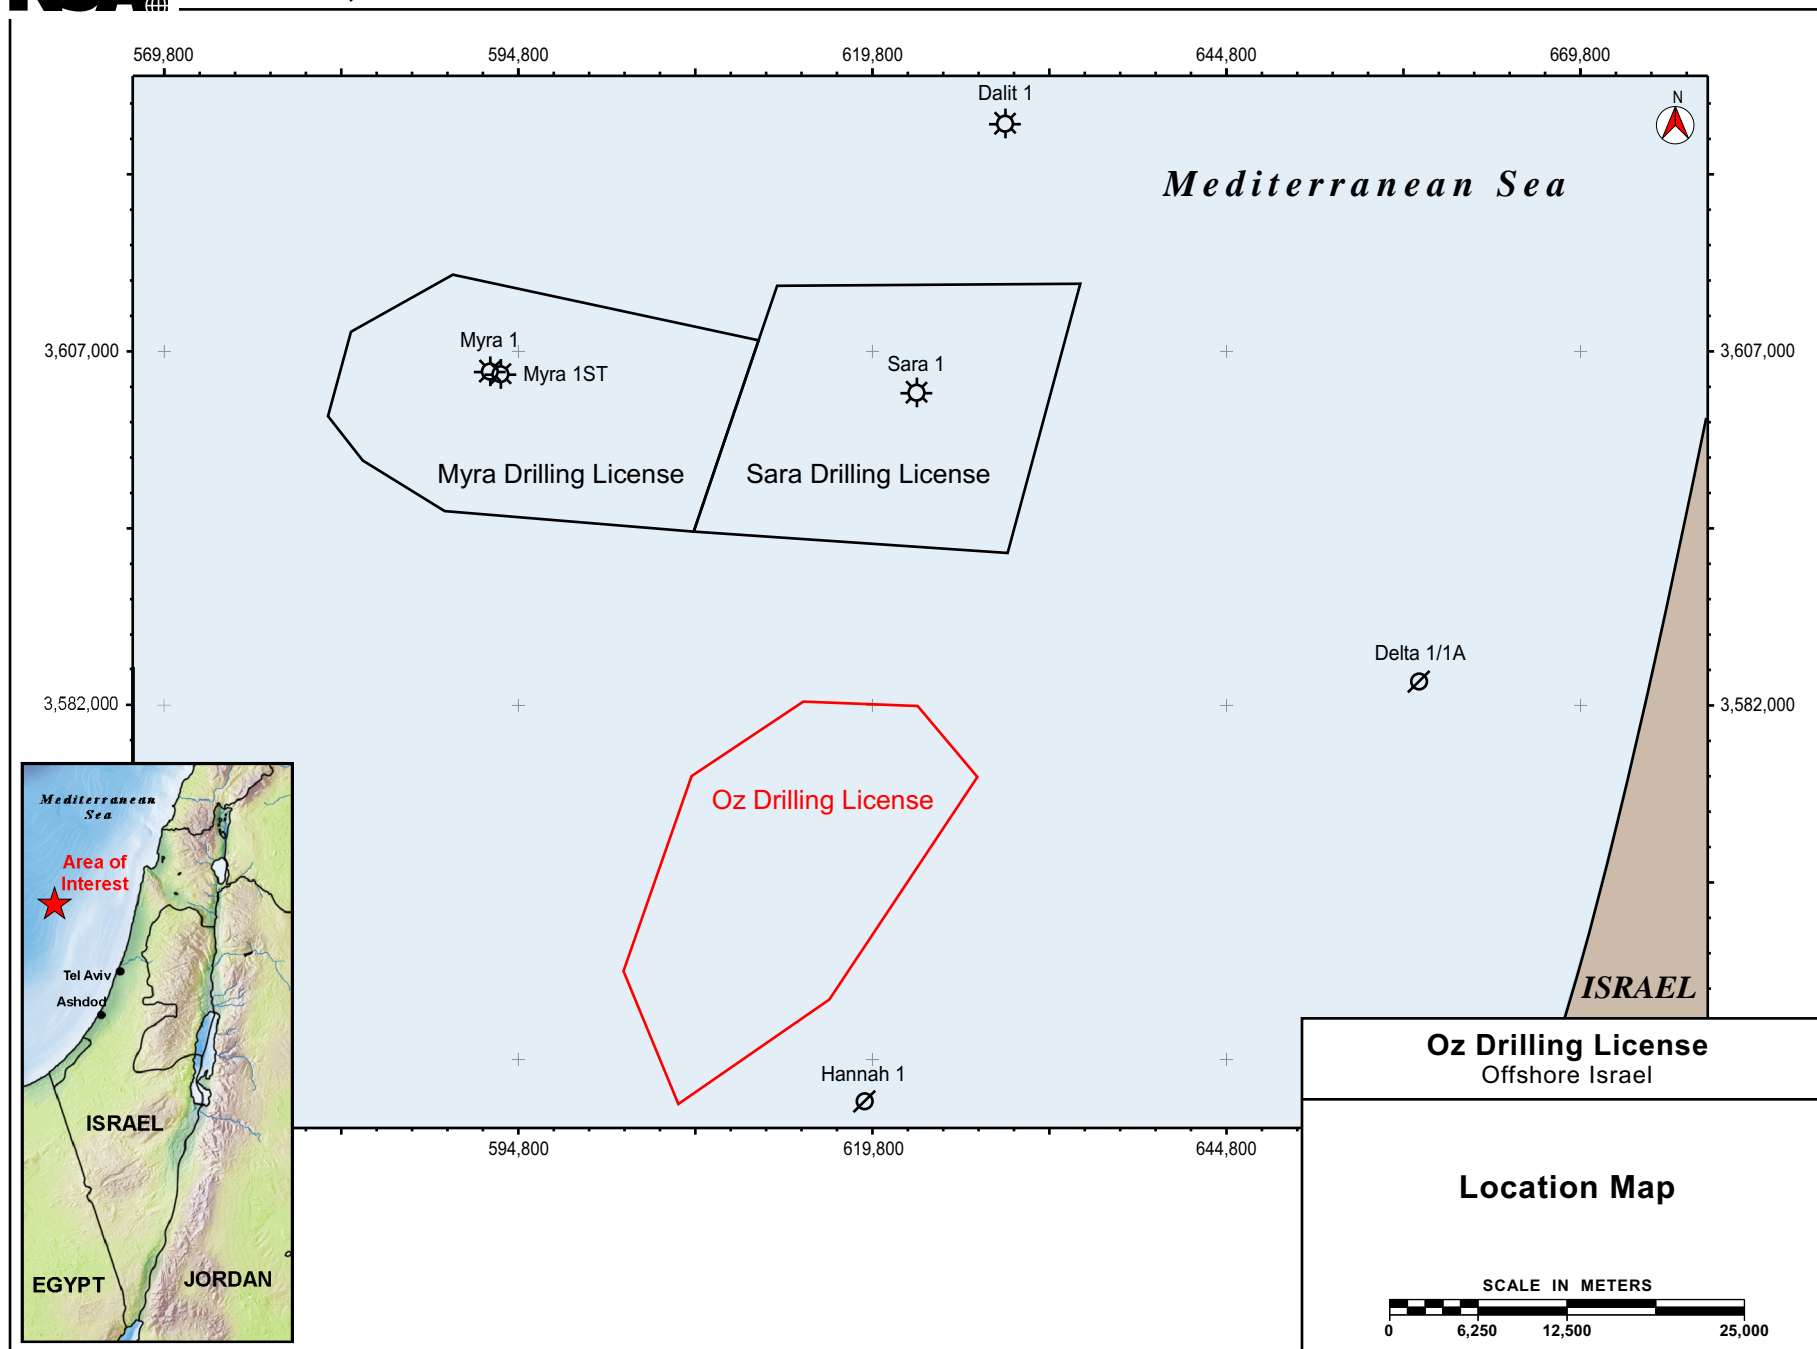 569,800
594,800
619,800
644,800
669,800
Dalit 1
N
Mediterranean Sea
Myra 1
Myra 1ST
Sara 1
3,607,000
3,607,000
Myra Drilling License
Sara Drilling License
Delta 1/1A
3,582,000
3,582,000
Oz Drilling License
Mediterranean
Sea
Area of
Interest
Tel Aviv
Ashdod
ISRAEL
EGYPT
JORDAN
ISRAEL
Hannah 1
594,800
619,800
644,800
Oz Drilling License
Offshore Israel
Location Map
SCALE IN METERS
0
6,250
12,500
25,000